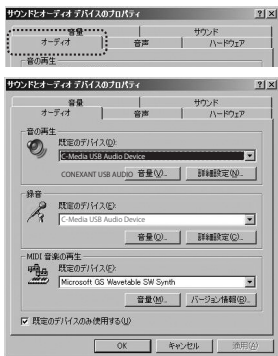 サウンドとオーディオ デバイスのプロパティ
音量 サウンド
オーディオ 音声 ハードウェア
音の再生
サウンドとオーディオ デバイスのプロパティ
音量 サウンド
オーディオ 音声 ハードウェア
音の再生
既定のデバイス(D):
C-Media USB Audio Device
CONEXANT USB AUDIO 音量(V)... 詳細設定(N)...
録音
既定のデバイス(E):
C-Media USB Audio Device
音量(O)... 詳細設定(C)...
MIDI 音楽の再生
既定のデバイス(F):
Microsoft GS Wavetable SW Synth
音量(M)... バージョン情報(B)...
既定のデバイスのみ使用する(U)
OK キャンセル 適用(A)